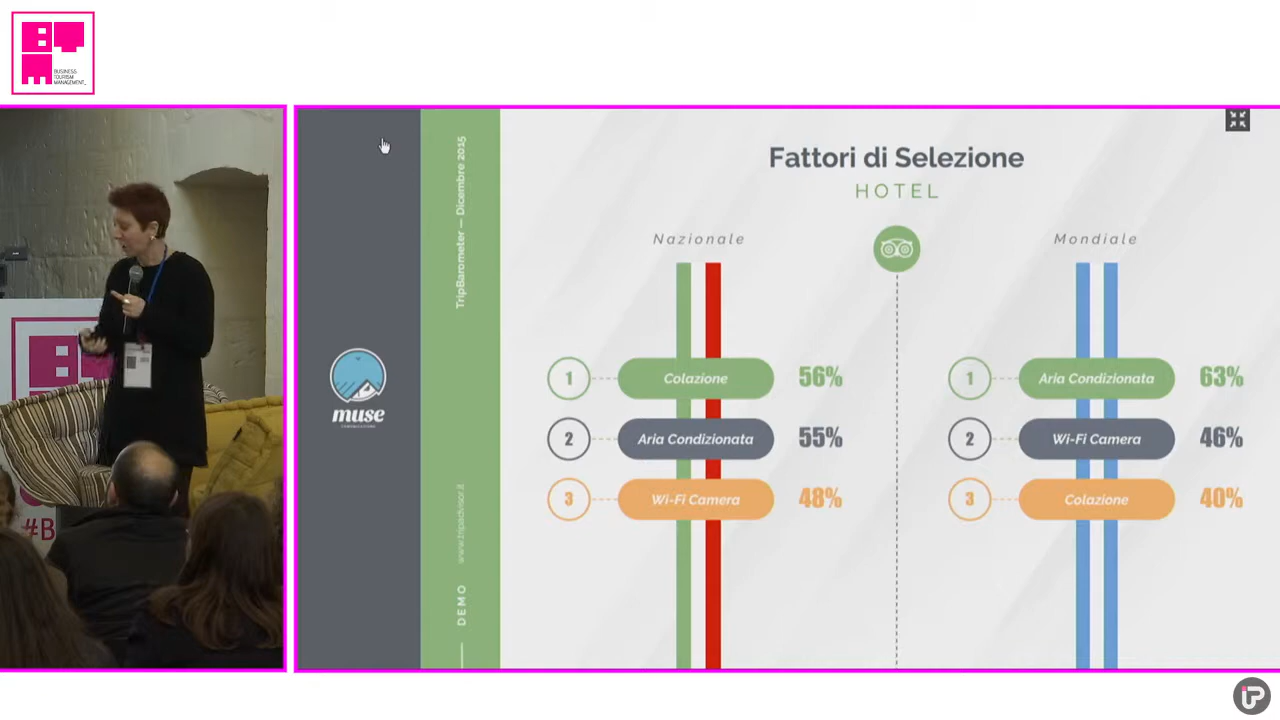 BUSINESS
TOURISM
MANAGEMENT_
#B
muse
TripBarometer — Dicembre 2015
www.tripadvisor.it
DEMO
Fattori di Selezione
HOTEL
Nazionale
1 Colazione 56%
2 Aria Condizionata 55%
3 Wi-Fi Camera 48%
Mondiale
1 Aria Condizionata 63%
2 Wi-Fi Camera 46%
3 Colazione 40%
iP